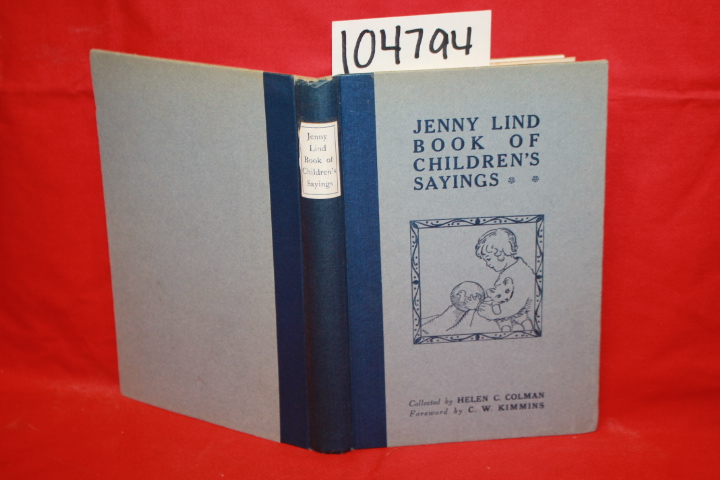 104794
Jenny
Lind
Book of
Children's
Sayings
JENNY LIND
BOOK OF
CHILDREN'S
SAYINGS
Collected by HELEN C. COLMAN
Foreword by C. W. KIMMINS